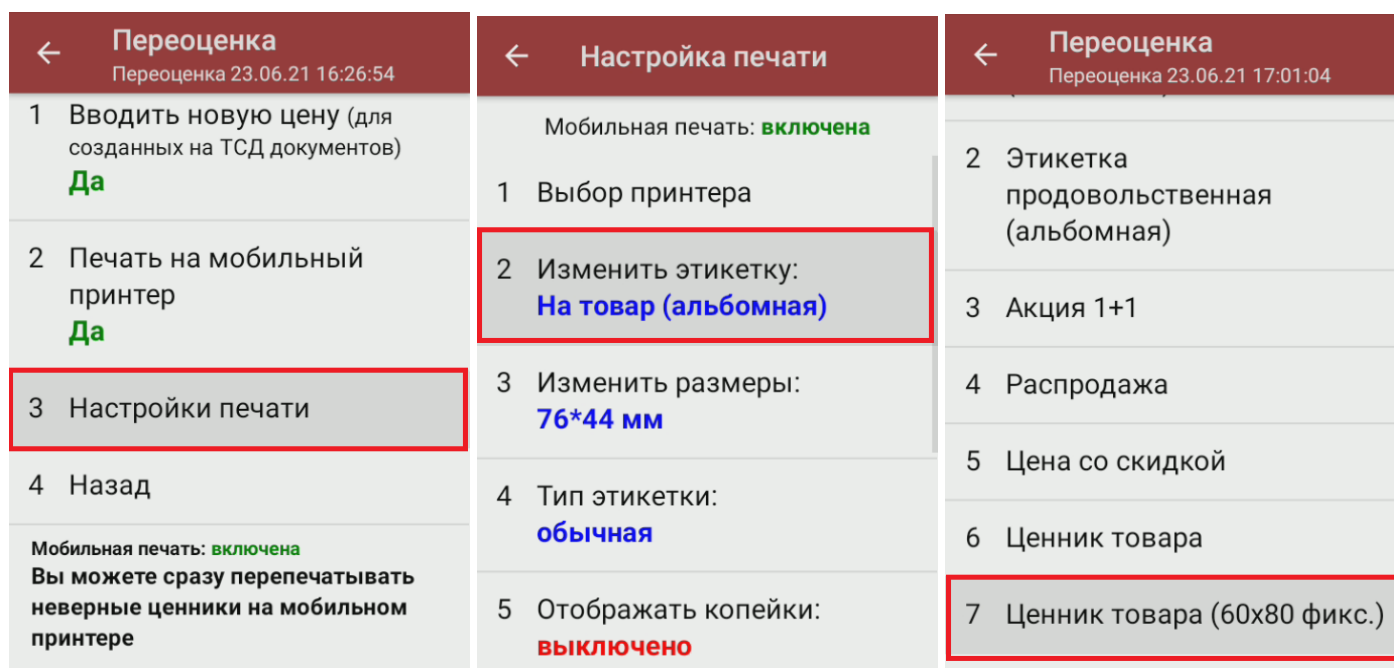 Переоценка
Переоценка 23.06.21 16:26:54
1 Вводить новую цену (для
созданных на ТСД документов)
Да
2 Печать на мобильный
принтер
Да
3 Настройки печати
4 Назад
Мобильная печать: включена
Вы можете сразу перепечатывать
неверные ценники на мобильном
принтере
Настройка печати
Мобильная печать: включена
1 Выбор принтера
2 Изменить этикетку:
На товар (альбомная)
3 Изменить размеры:
76*44 мм
4 Тип этикетки:
обычная
5 Отображать копейки:
выключено
Переоценка
Переоценка 23.06.21 17:01:04
2 Этикетка
продовольственная
(альбомная)
3 Акция 1+1
4 Распродажа
5 Цена со скидкой
6 Ценник товара
7 Ценник товара (60х80 фикс.)